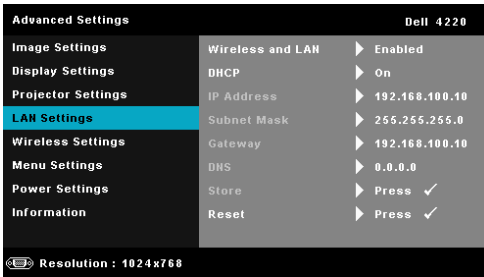 Advanced Settings Dell 4220
Image Settings Wireless and LAN Enabled
Display Settings DHCP On
Projector Settings IP Address 192.168.100.10
LAN Settings Subnet Mask 255.255.255.0
Wireless Settings Gateway 192.168.100.10
Menu Settings DNS 0.0.0.0
Power Settings Store Press ✓
Information Reset Press ✓
Resolution : 1024x768